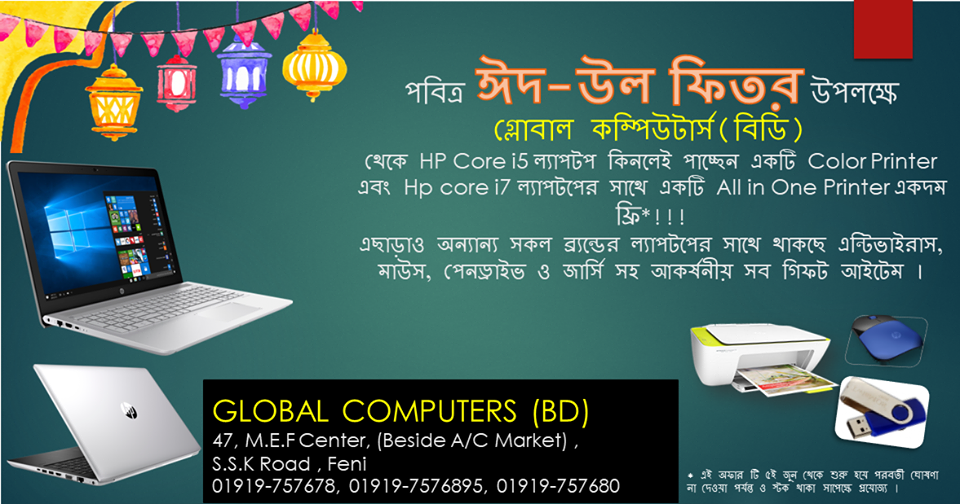 পবিত্র ঈদ-উল ফিতর উপলক্ষে
গ্লোবাল কম্পিউটার্স(বিডি)
থেকে HP Core i5 ল্যাপটপ কিনলেই পাচ্ছেন একটি Color Printer
এবং Hp core i7 ল্যাপটপের সাথে একটি All in One Printer একদম
ফ্রি*!!!
এছাড়াও অন্যান্য সকল ব্র্যান্ডের ল্যাপটপের সাথে থাকছে এন্টিভাইরাস,
মাউস, পেনড্রাইভ ও জার্সি সহ আকর্ষনীয় সব গিফট আইটেম ।
GLOBAL COMPUTERS (BD)
47, M.E.F Center, (Beside A/C Market) ,
S.S.K Road , Feni
01919-757678, 01919-7576895, 01919-757680
* এই অফার টি ৫ই জুন থেকে শুরু হয়ে পরবর্তী ঘোষণা
না দেওয়া পর্যন্ত ও স্টক থাকা সাপেক্ষে প্রযোজ্য ।